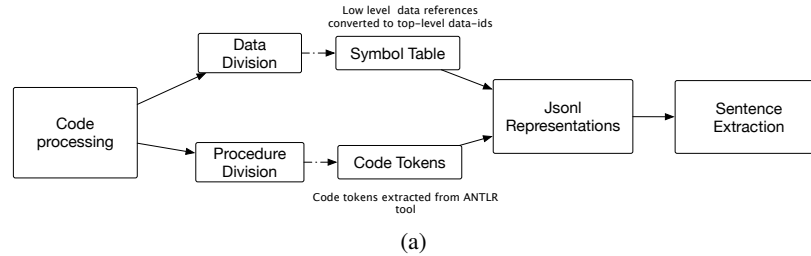 Low level data references
converted to top-level data-ids
Data
Division
Symbol Table
Code
processing
Jsonl
Representations
Sentence
Extraction
Procedure
Division
Code Tokens
Code tokens extracted from ANTLR
tool
(a)